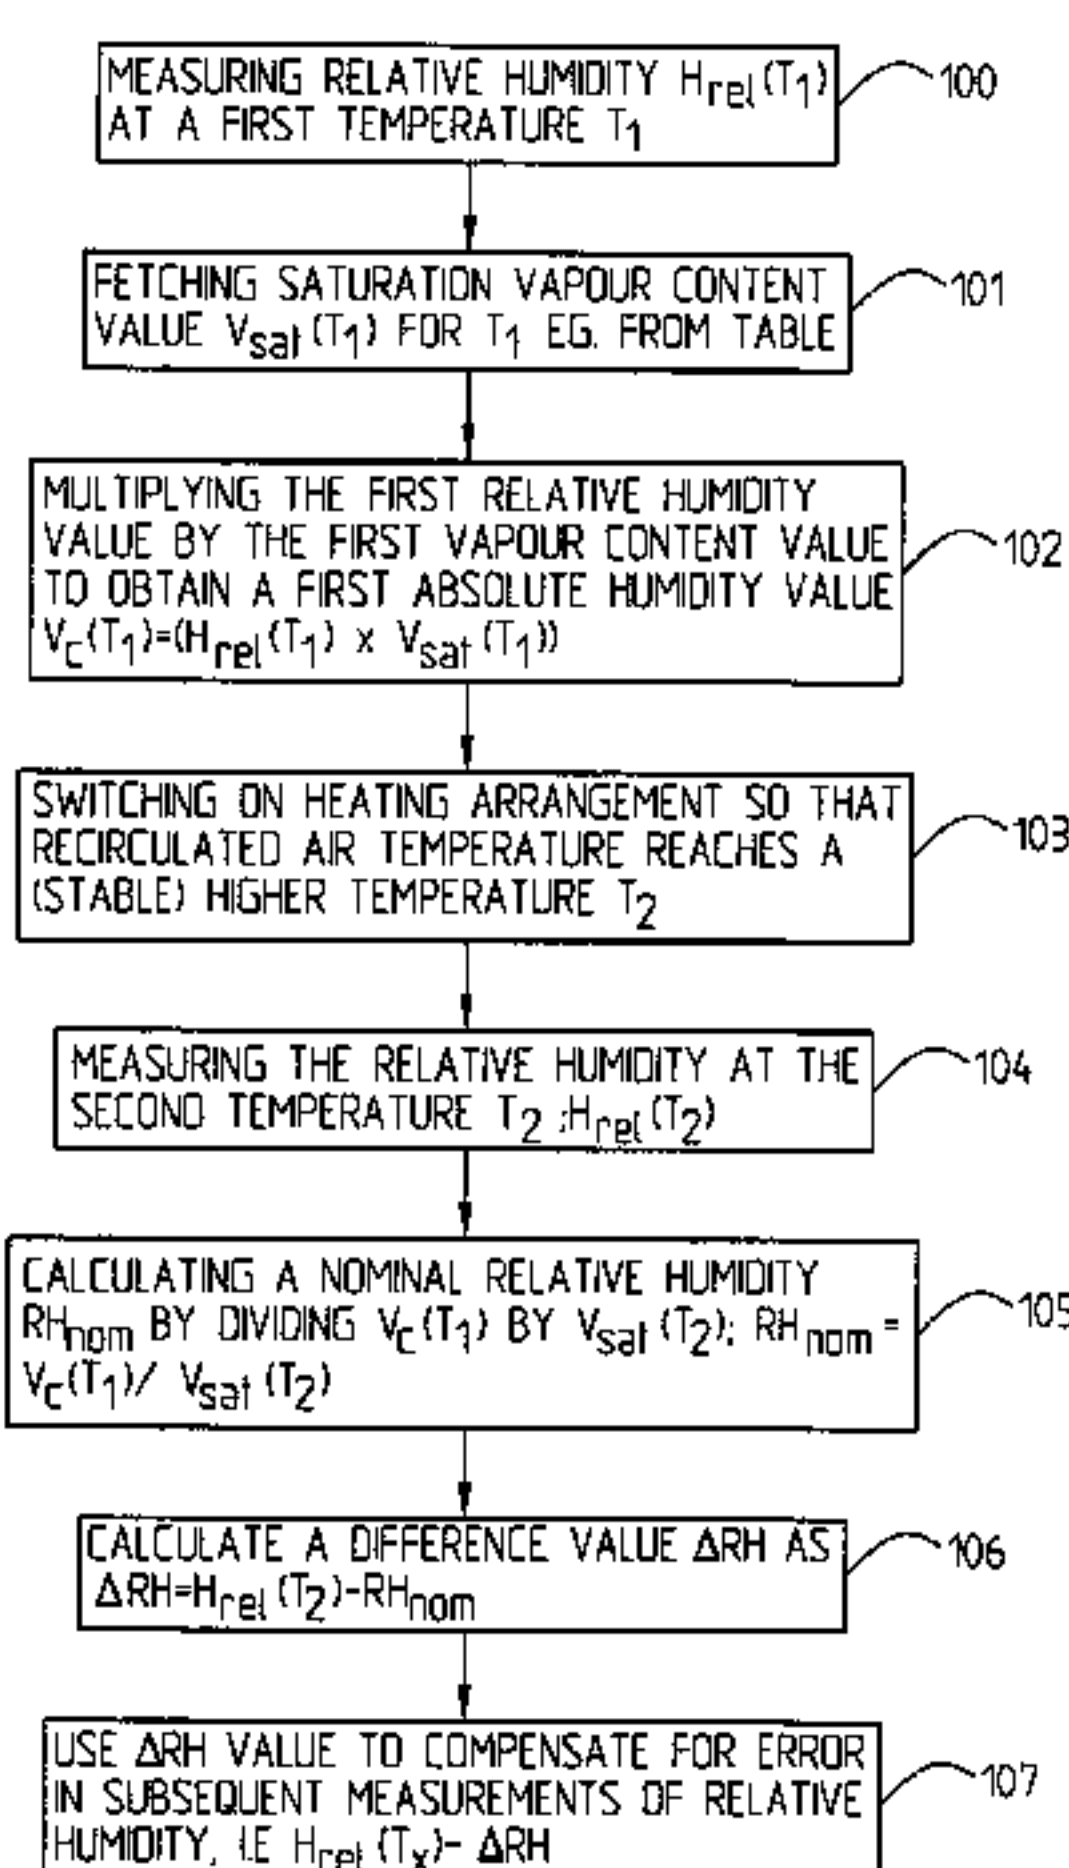 MEASURING RELATIVE HUMIDITY Hrel(T1)
AT A FIRST TEMPERATURE T1
100
FETCHING SATURATION VAPOUR CONTENT
VALUE Vsat(T1) FOR T1 EG. FROM TABLE
101
MULTIPLYING THE FIRST RELATIVE HUMIDITY
VALUE BY THE FIRST VAPOUR CONTENT VALUE
TO OBTAIN A FIRST ABSOLUTE HUMIDITY VALUE
Vc(T1)=(Hrel(T1) x Vsat(T1))
102
SWITCHING ON HEATING ARRANGEMENT SO THAT
RECIRCULATED AIR TEMPERATURE REACHES A
(STABLE) HIGHER TEMPERATURE T2
103
MEASURING THE RELATIVE HUMIDITY AT THE
SECOND TEMPERATURE T2 ;Hrel(T2)
104
CALCULATING A NOMINAL RELATIVE HUMIDITY
RHnom BY DIVIDING Vc(T1) BY Vsat(T2); RHnom =
Vc(T1)/ Vsat(T2)
105
CALCULATE A DIFFERENCE VALUE ΔRH AS
ΔRH=Hrel(T2)-RHnom
106
USE ΔRH VALUE TO COMPENSATE FOR ERROR
IN SUBSEQUENT MEASUREMENTS OF RELATIVE
HUMIDITY, I.E Hrel(Tx)- ΔRH
107